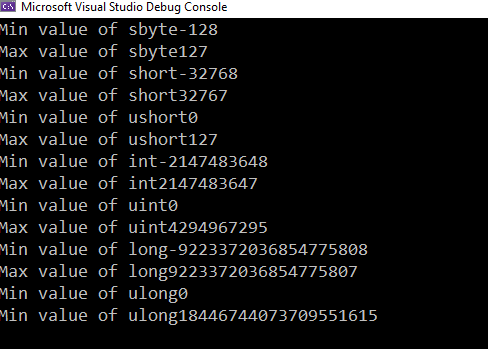 C:\ Microsoft Visual Studio Debug Console
Min value of sbyte-128
Max value of sbyte127
Min value of short-32768
Max value of short32767
Min value of ushort0
Max value of ushort127
Min value of int-2147483648
Max value of int2147483647
Min value of uint0
Max value of uint4294967295
Min value of long-9223372036854775808
Max value of long9223372036854775807
Min value of ulong0
Min value of ulong18446744073709551615